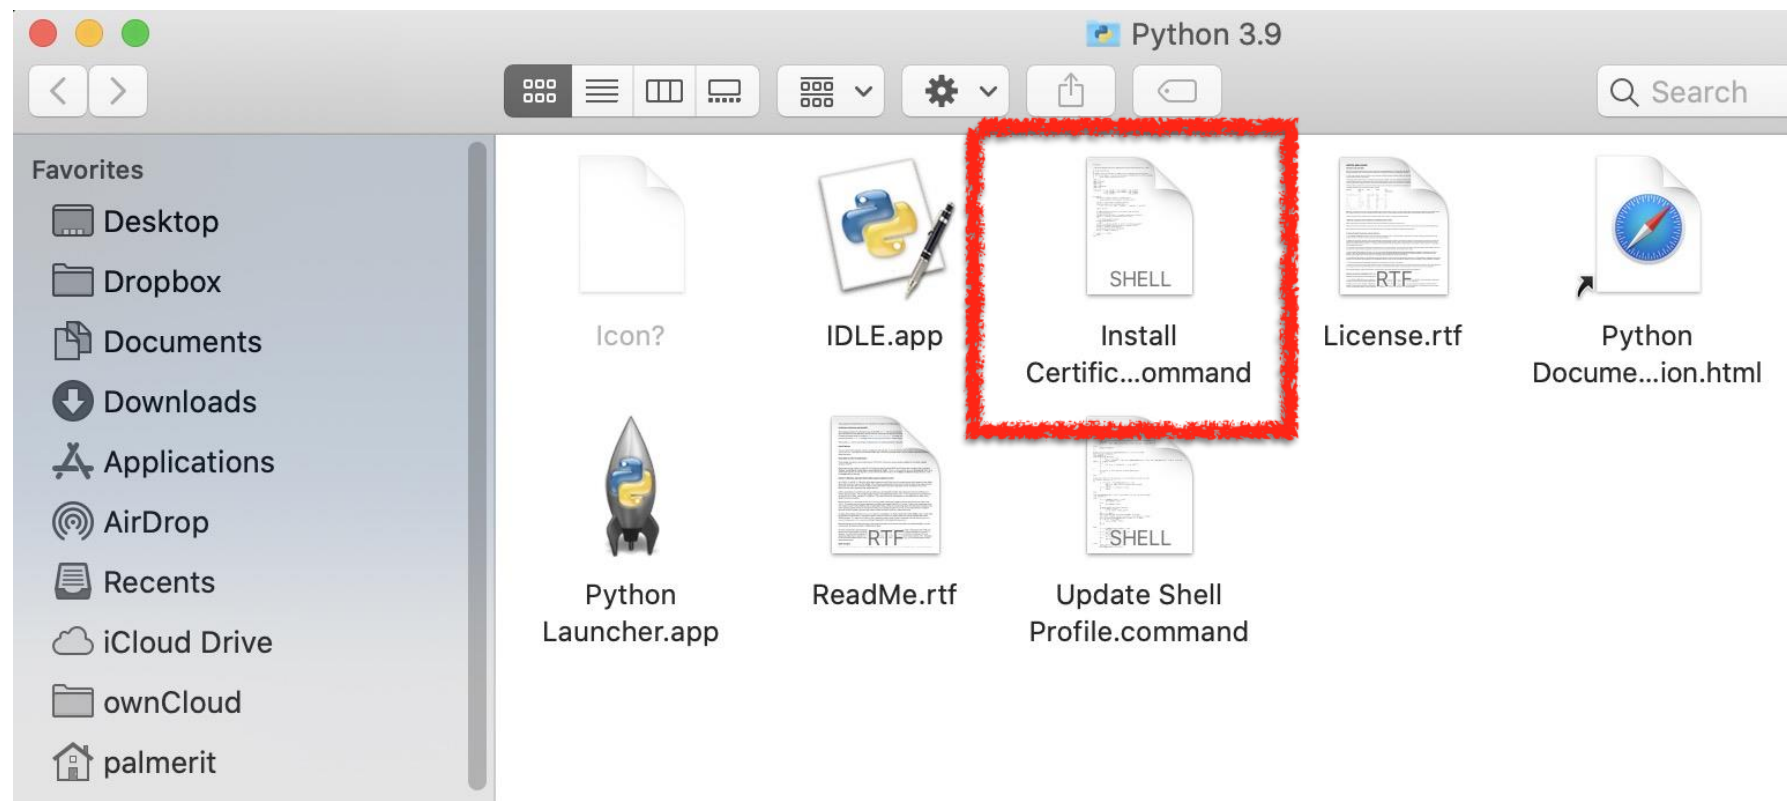 Python 3.9
Search
Favorites
Desktop
Dropbox
Documents
Downloads
Applications
AirDrop
Recents
iCloud Drive
ownCloud
palmerit
SHELL
RTF
Icon?
IDLE.app
Install
Certific...ommand
License.rtf
Python
Docume...ion.html
RTF
SHELL
Python
Launcher.app
ReadMe.rtf
Update Shell
Profile.command